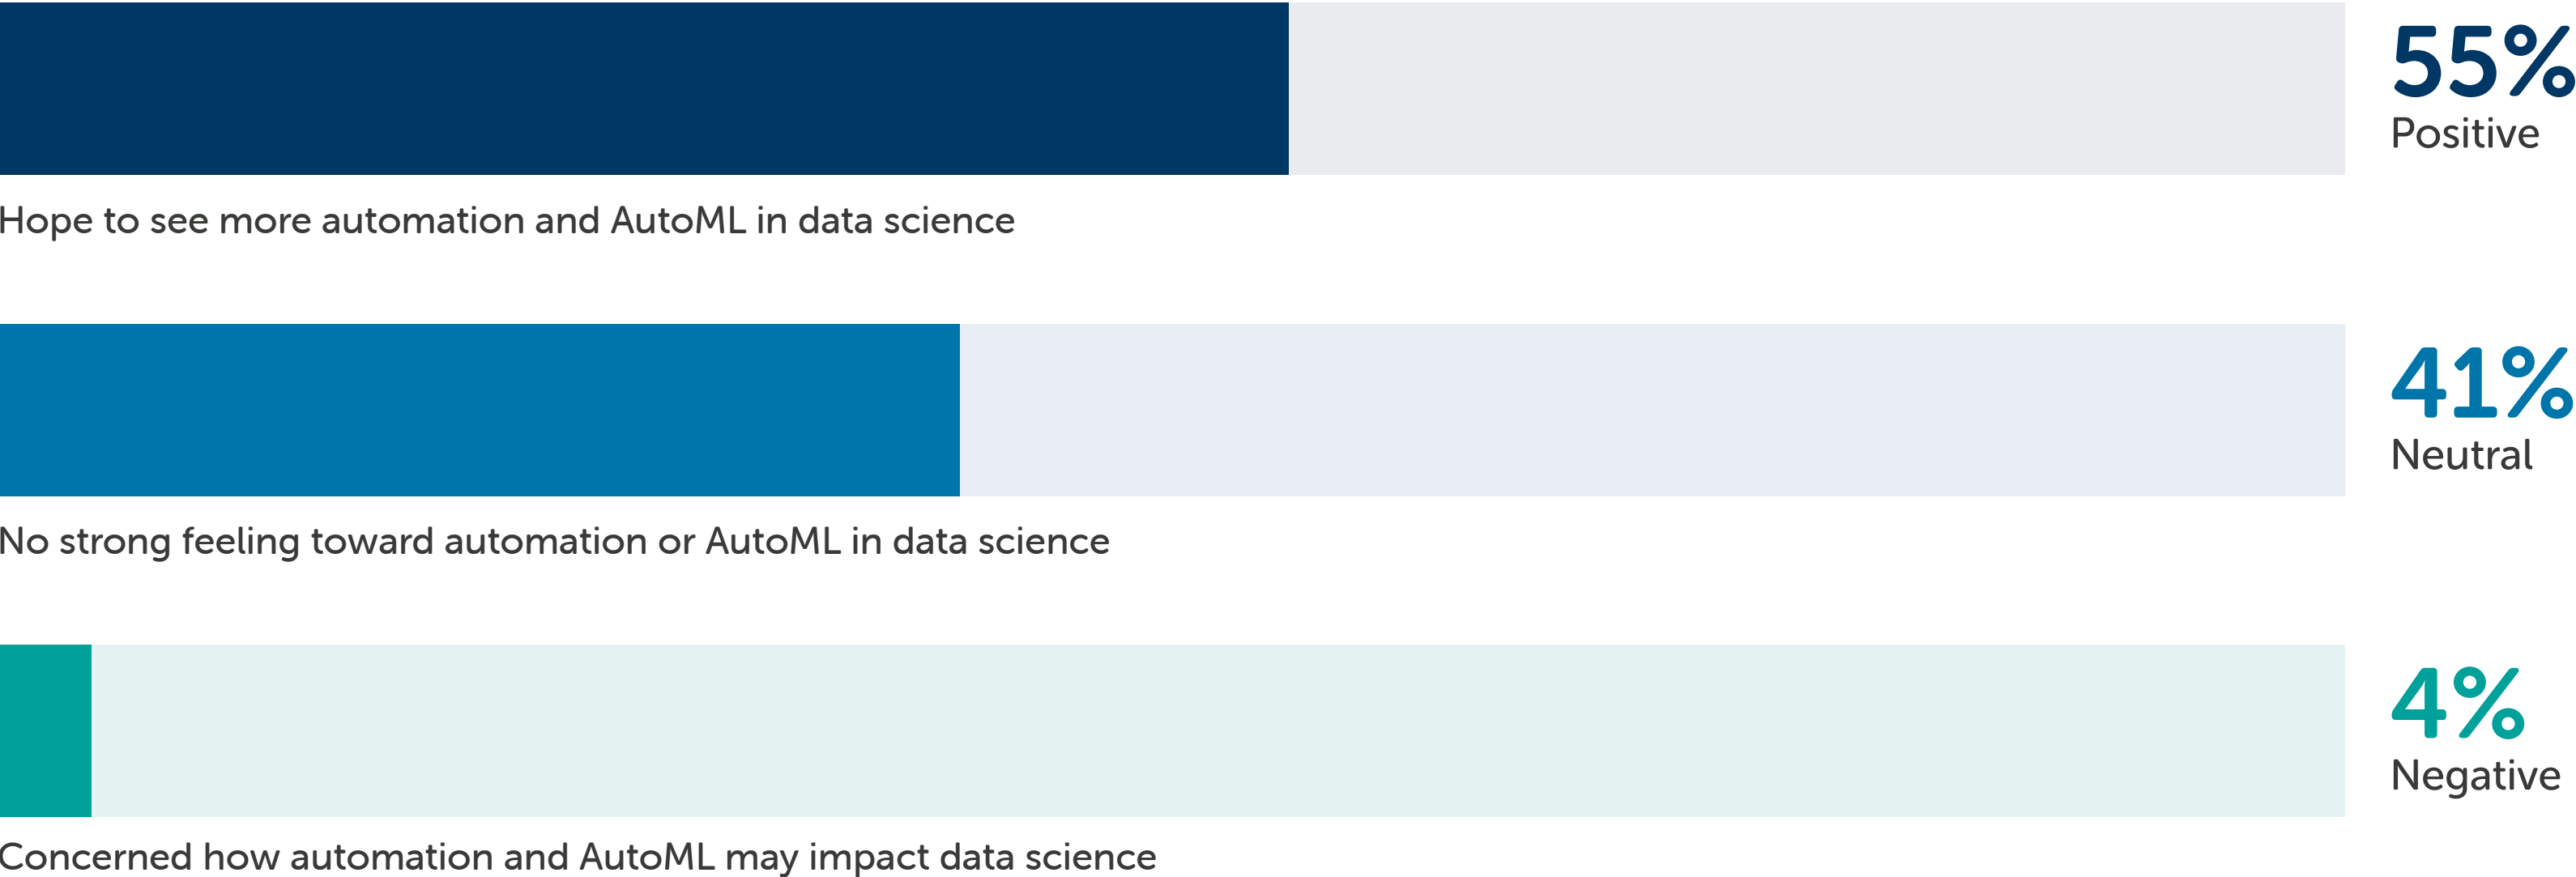 55%
Positive
Hope to see more automation and AutoML in data science
41%
Neutral
No strong feeling toward automation or AutoML in data science
4%
Negative
Concerned how automation and AutoML may impact data science